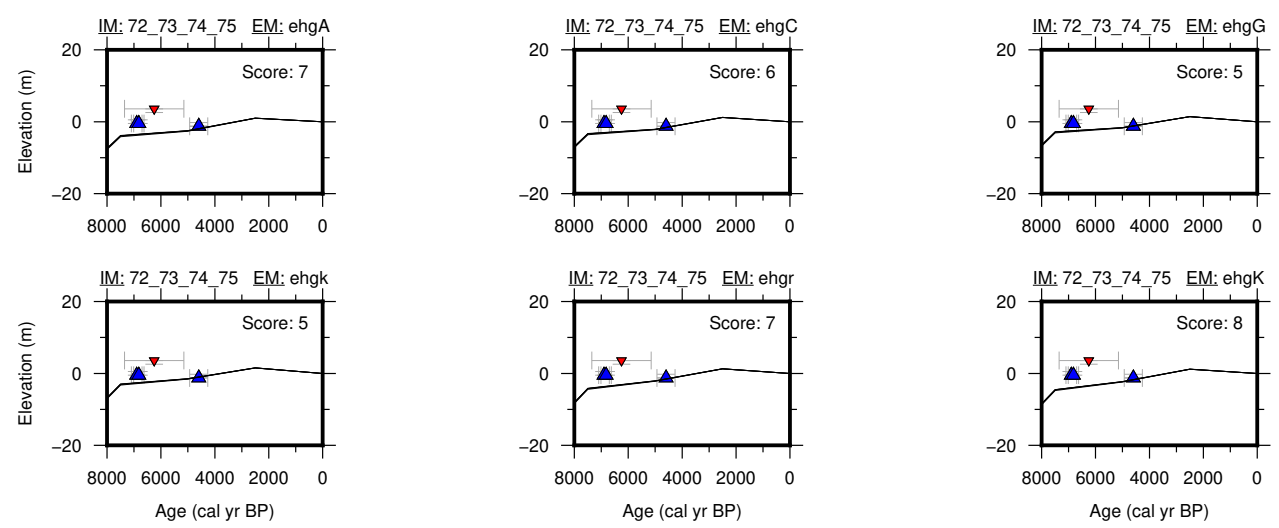 IM: 72_73_74_75 EM: ehgA
IM: 72_73_74_75 EM: ehgC
IM: 72_73_74_75 EM: ehgG
20
Score: 7
20
Score: 6
20
Score: 5
Elevation (m)
0
0
0
−20
−20
−20
8000 6000 4000 2000 0
8000 6000 4000 2000 0
8000 6000 4000 2000 0
IM: 72_73_74_75 EM: ehgk
IM: 72_73_74_75 EM: ehgr
IM: 72_73_74_75 EM: ehgK
20
Score: 5
20
Score: 7
20
Score: 8
Elevation (m)
0
0
0
−20
−20
−20
8000 6000 4000 2000 0
8000 6000 4000 2000 0
8000 6000 4000 2000 0
Age (cal yr BP)
Age (cal yr BP)
Age (cal yr BP)